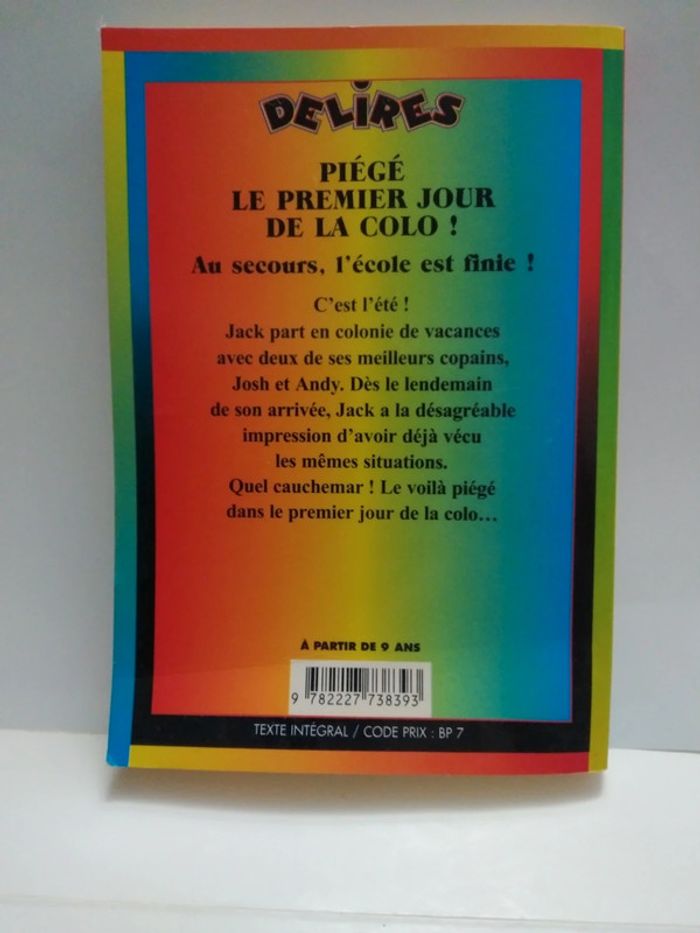 DELiRES
PIÉGÉ
LE PREMIER JOUR
DE LA COLO !
Au secours, l'école est finie !
C'est l'été !
Jack part en colonie de vacances
avec deux de ses meilleurs copains,
Josh et Andy. Dès le lendemain
de son arrivée, Jack a la désagréable
impression d'avoir déjà vécu
les mêmes situations.
Quel cauchemar ! Le voilà piégé
dans le premier jour de la colo...
À PARTIR DE 9 ANS
9 782227 738393
TEXTE INTÉGRAL / CODE PRIX : BP 7